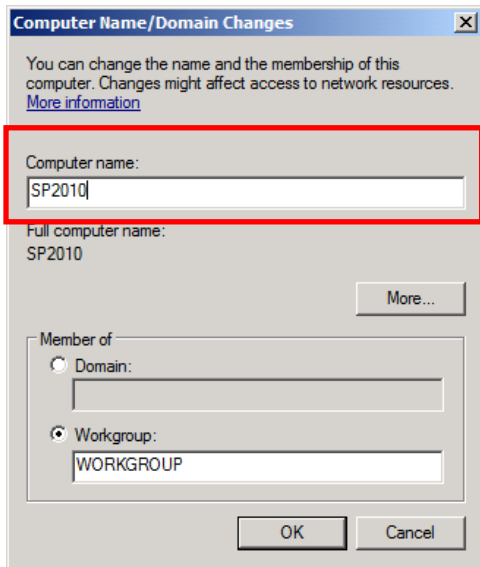 Computer Name/Domain Changes
You can change the name and the membership of this
computer. Changes might affect access to network resources.
More information
Computer name:
SP2010
Full computer name:
SP2010
More...
Member of
Domain:
Workgroup:
WORKGROUP
OK Cancel